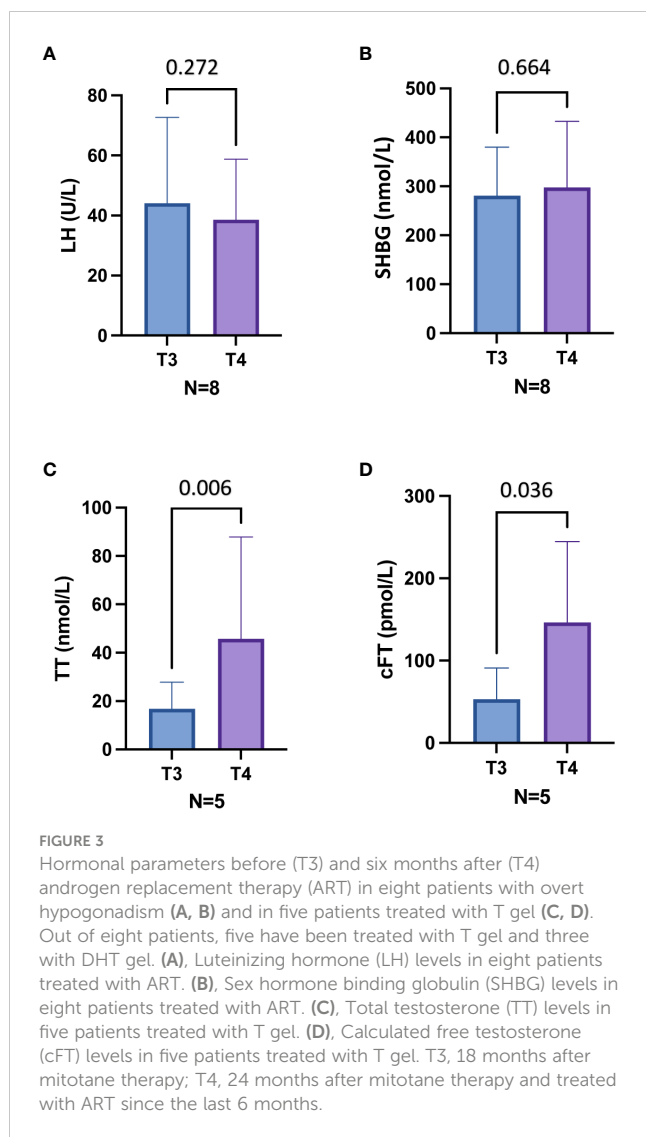 A
0.272
80
60
40
20
0
LH (U/L)
T3
T4
N=8
B
0.664
500
400
300
200
100
0
SHBG (nmol/L)
T3
T4
N=8
C
0.006
100
80
60
40
20
0
TT (nmol/L)
T3
T4
N=5
D
0.036
300
200
100
0
cFT (pmol/L)
T3
T4
N=5
FIGURE 3
Hormonal parameters before (T3) and six months after (T4)
androgen replacement therapy (ART) in eight patients with overt
hypogonadism (A, B) and in five patients treated with T gel (C, D).
Out of eight patients, five have been treated with T gel and three
with DHT gel. (A), Luteinizing hormone (LH) levels in eight patients
treated with ART. (B), Sex hormone binding globulin (SHBG) levels in
eight patients treated with ART. (C), Total testosterone (TT) levels in
five patients treated with T gel. (D), Calculated free testosterone
(cFT) levels in five patients treated with T gel. T3, 18 months after
mitotane therapy; T4, 24 months after mitotane therapy and treated
with ART since the last 6 months.